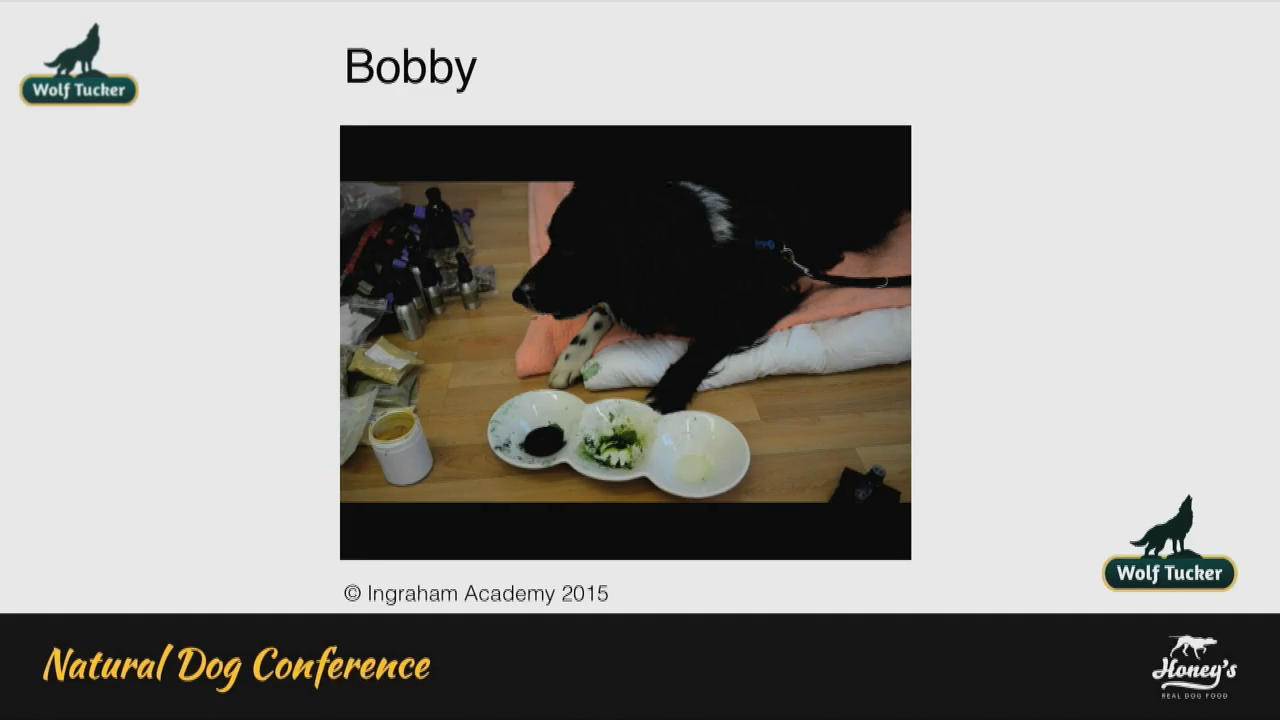 Wolf Tucker
Bobby
© Ingraham Academy 2015
Wolf Tucker
Natural Dog Conference
Honey's
REAL DOG FOOD